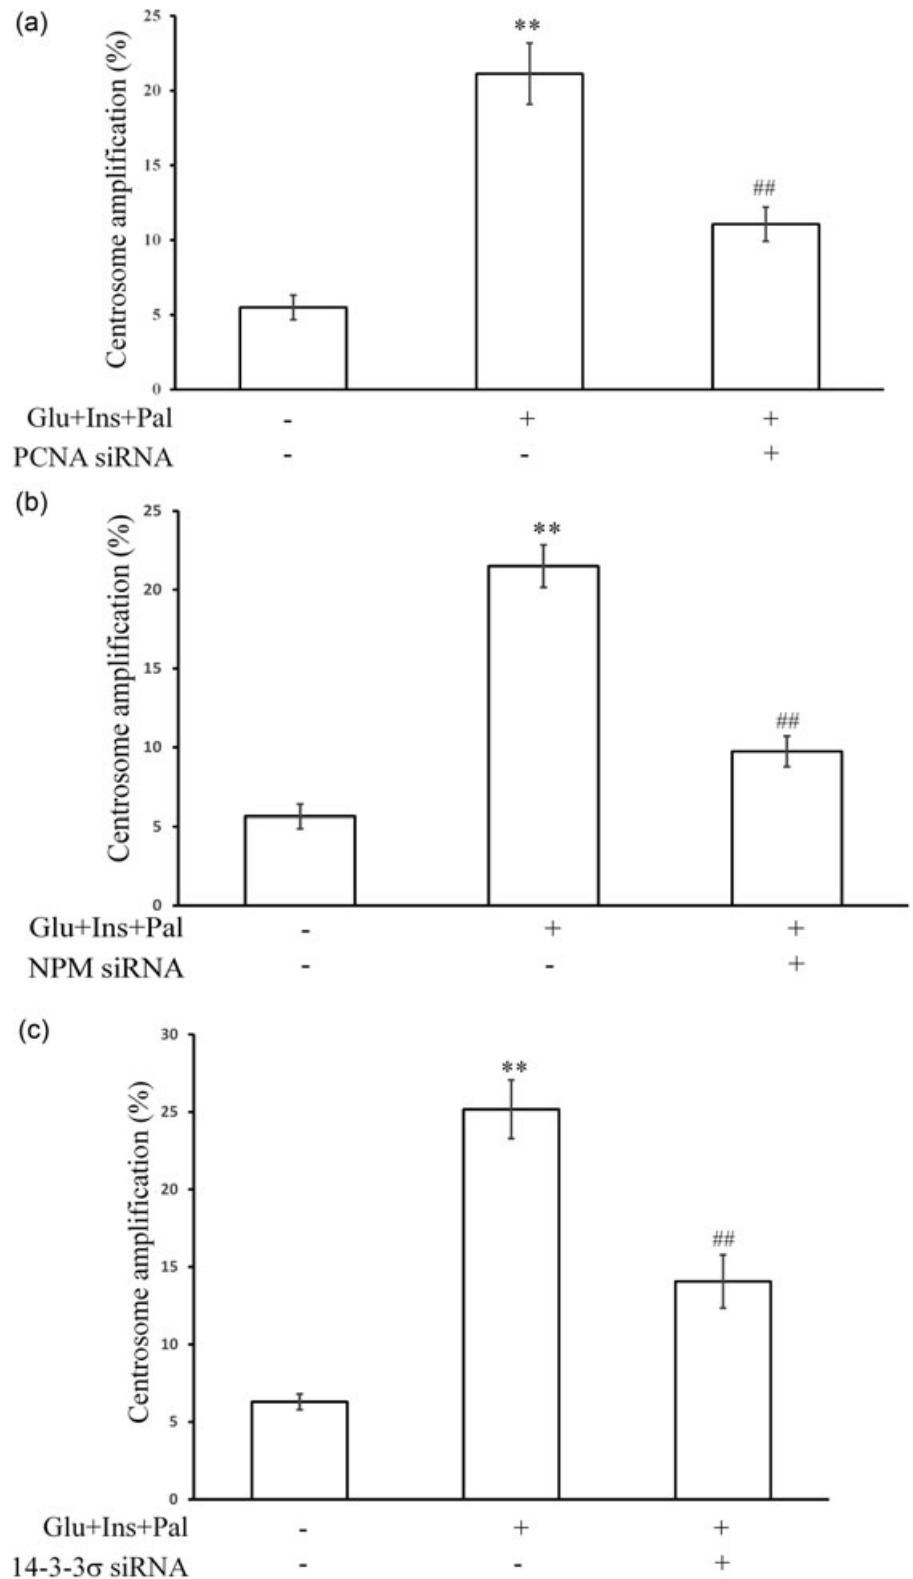 (a)
Centrosome amplification (%)
25
**
20
15
##
10
5
0
Glu+Ins+Pal - + +
PCNA siRNA - - +
(b)
Centrosome amplification (%)
25
**
20
15
##
10
5
0
Glu+Ins+Pal - + +
NPM siRNA - - +
(c)
Centrosome amplification (%)
30
**
25
20
##
15
10
5
0
Glu+Ins+Pal - + +
14-3-3σ siRNA - - +